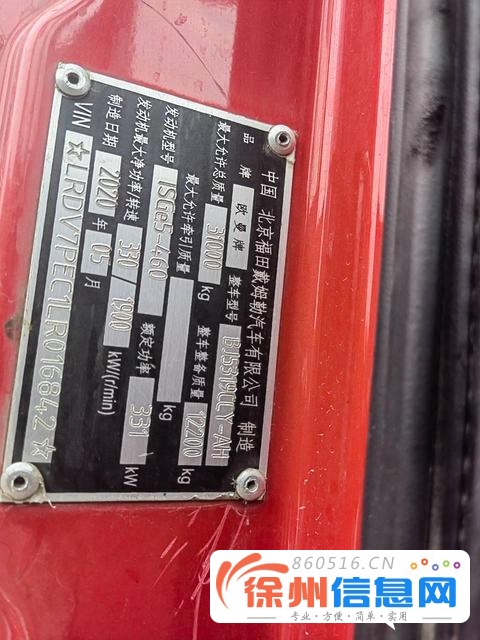 中国 北京福田戴姆勒汽车有限公司 制造
品牌 欧曼牌 整车型号 BJ5319CCY-AH
最大允许总质量 31000 kg 整车整备质量 12200 kg
最大允许牵引质量 kg
发动机型号 ISGe5-460 额定功率 331 kW
发动机最大净功率/转速 330/1900 kW(r/min)
制造日期 2020 年 05 月
VIN ☆LRDV7PEC1LR016842☆
860516.CN
徐州信息网
专业·方便·简单·实用